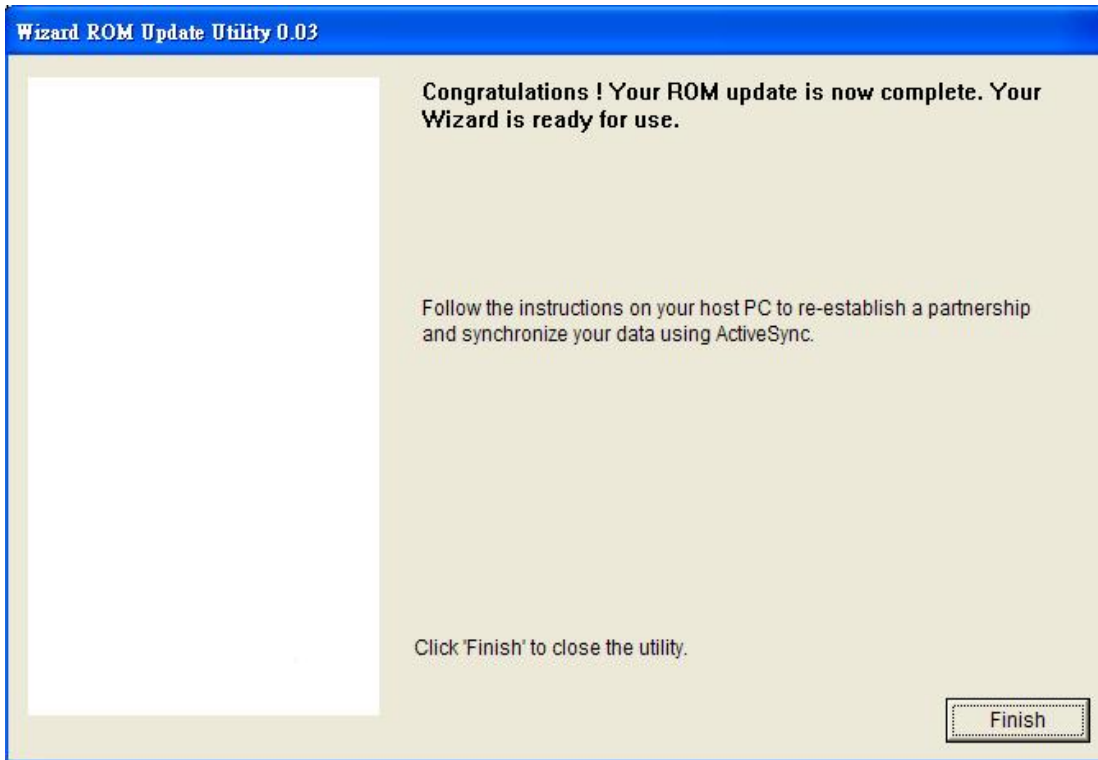 Wizard ROM Update Utility 0.03
Congratulations ! Your ROM update is now complete. Your
Wizard is ready for use.
Follow the instructions on your host PC to re-establish a partnership
and synchronize your data using ActiveSync.
Click 'Finish' to close the utility.
Finish